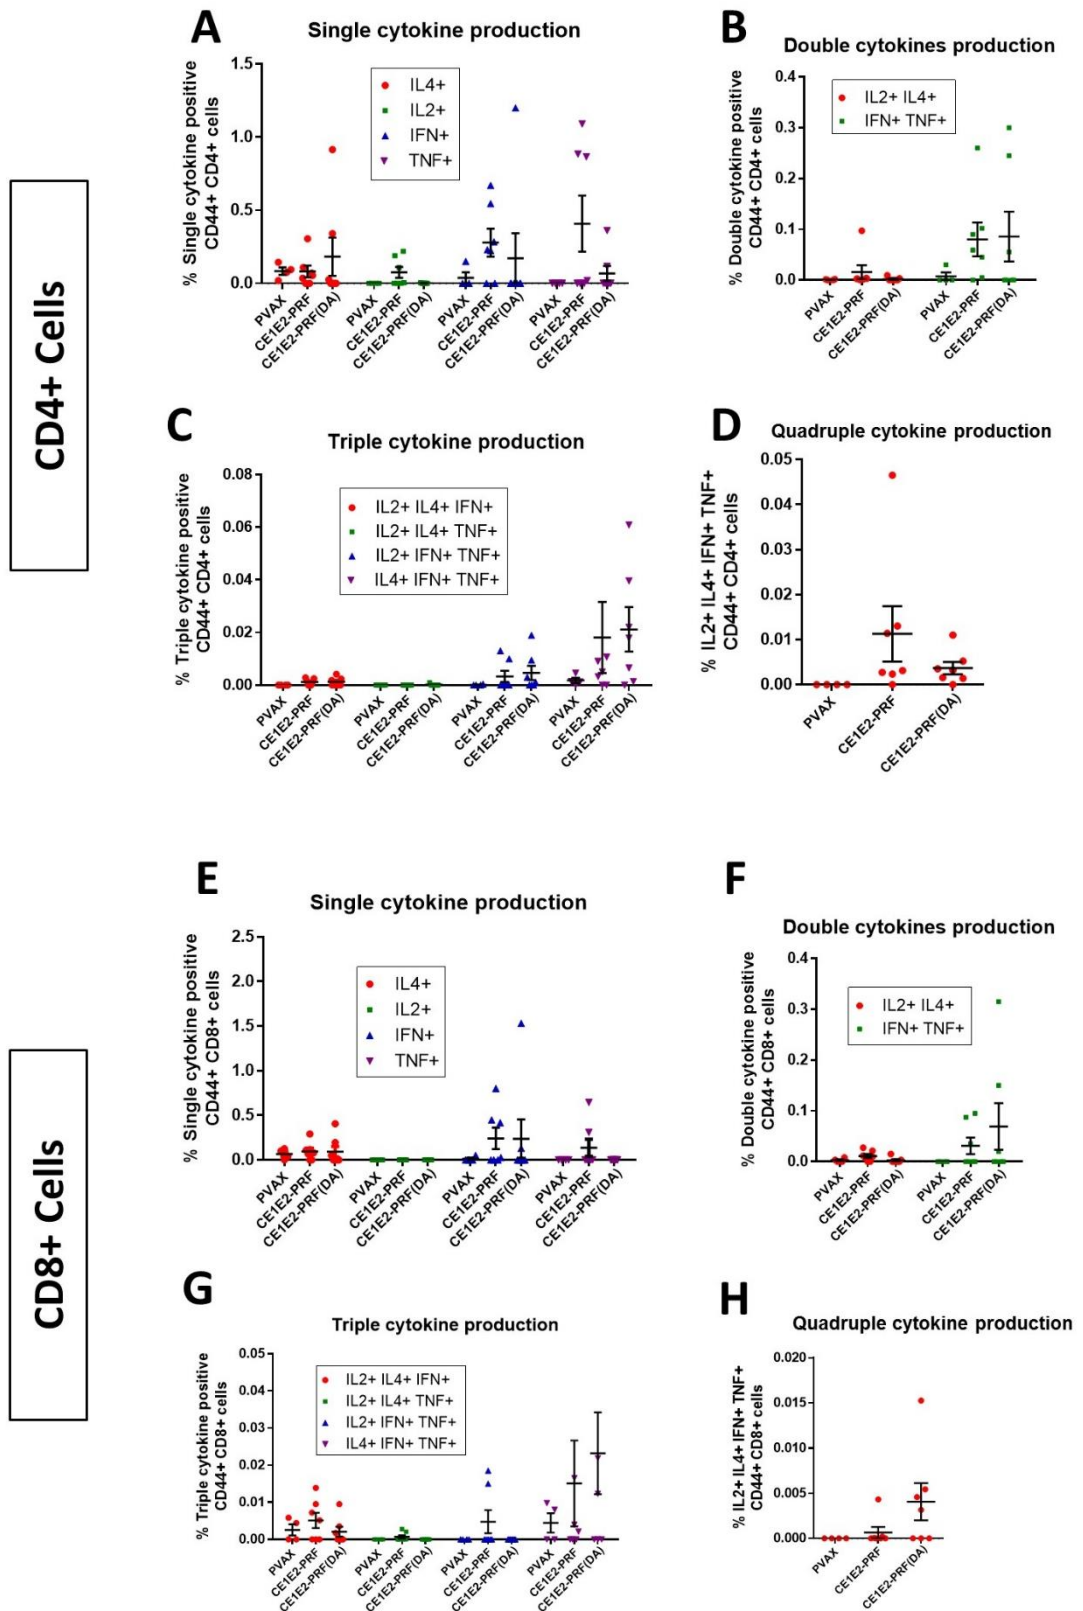 CD4+ Cells
A
Single cytokine production
% Single cytokine positive
CD44+ CD4+ cells
1.5
1.0
0.5
0.0
IL4+
IL2+
IFN+
TNF+
PVAX
CE1E2-PRF
CE1E2-PRF(DA)
PVAX
CE1E2-PRF
CE1E2-PRF(DA)
PVAX
CE1E2-PRF
CE1E2-PRF(DA)
PVAX
CE1E2-PRF
CE1E2-PRF(DA)
B
Double cytokines production
% Double cytokine positive
CD44+ CD4+ cells
0.4
0.3
0.2
0.1
0.0
IL2+ IL4+
IFN+ TNF+
PVAX
CE1E2-PRF
CE1E2-PRF(DA)
PVAX
CE1E2-PRF
CE1E2-PRF(DA)
C
Triple cytokine production
% Triple cytokine positive
CD44+ CD4+ cells
0.08
0.06
0.04
0.02
0.00
IL2+ IL4+ IFN+
IL2+ IL4+ TNF+
IL2+ IFN+ TNF+
IL4+ IFN+ TNF+
PVAX
CE1E2-PRF
CE1E2-PRF(DA)
PVAX
CE1E2-PRF
CE1E2-PRF(DA)
PVAX
CE1E2-PRF
CE1E2-PRF(DA)
PVAX
CE1E2-PRF
CE1E2-PRF(DA)
D
Quadruple cytokine production
% IL2+ IL4+ IFN+ TNF+
CD44+ CD4+ cells
0.05
0.04
0.03
0.02
0.01
0.00
PVAX
CE1E2-PRF
CE1E2-PRF(DA)
CD8+ Cells
E
Single cytokine production
% Single cytokine positive
CD44+ CD8+ cells
2.5
2.0
1.5
1.0
0.5
0.0
IL4+
IL2+
IFN+
TNF+
PVAX
CE1E2-PRF
CE1E2-PRF(DA)
PVAX
CE1E2-PRF
CE1E2-PRF(DA)
PVAX
CE1E2-PRF
CE1E2-PRF(DA)
PVAX
CE1E2-PRF
CE1E2-PRF(DA)
F
Double cytokines production
% Double cytokine positive
CD44+ CD8+ cells
0.4
0.3
0.2
0.1
0.0
IL2+ IL4+
IFN+ TNF+
PVAX
CE1E2-PRF
CE1E2-PRF(DA)
PVAX
CE1E2-PRF
CE1E2-PRF(DA)
G
Triple cytokine production
% Triple cytokine positive
CD44+ CD8+ cells
0.05
0.04
0.03
0.02
0.01
0.00
IL2+ IL4+ IFN+
IL2+ IL4+ TNF+
IL2+ IFN+ TNF+
IL4+ IFN+ TNF+
PVAX
CE1E2-PRF
CE1E2-PRF(DA)
PVAX
CE1E2-PRF
CE1E2-PRF(DA)
PVAX
CE1E2-PRF
CE1E2-PRF(DA)
PVAX
CE1E2-PRF
CE1E2-PRF(DA)
H
Quadruple cytokine production
% IL2+ IL4+ IFN+ TNF+
CD44+ CD8+ cells
0.020
0.015
0.010
0.005
0.000
PVAX
CE1E2-PRF
CE1E2-PRF(DA)